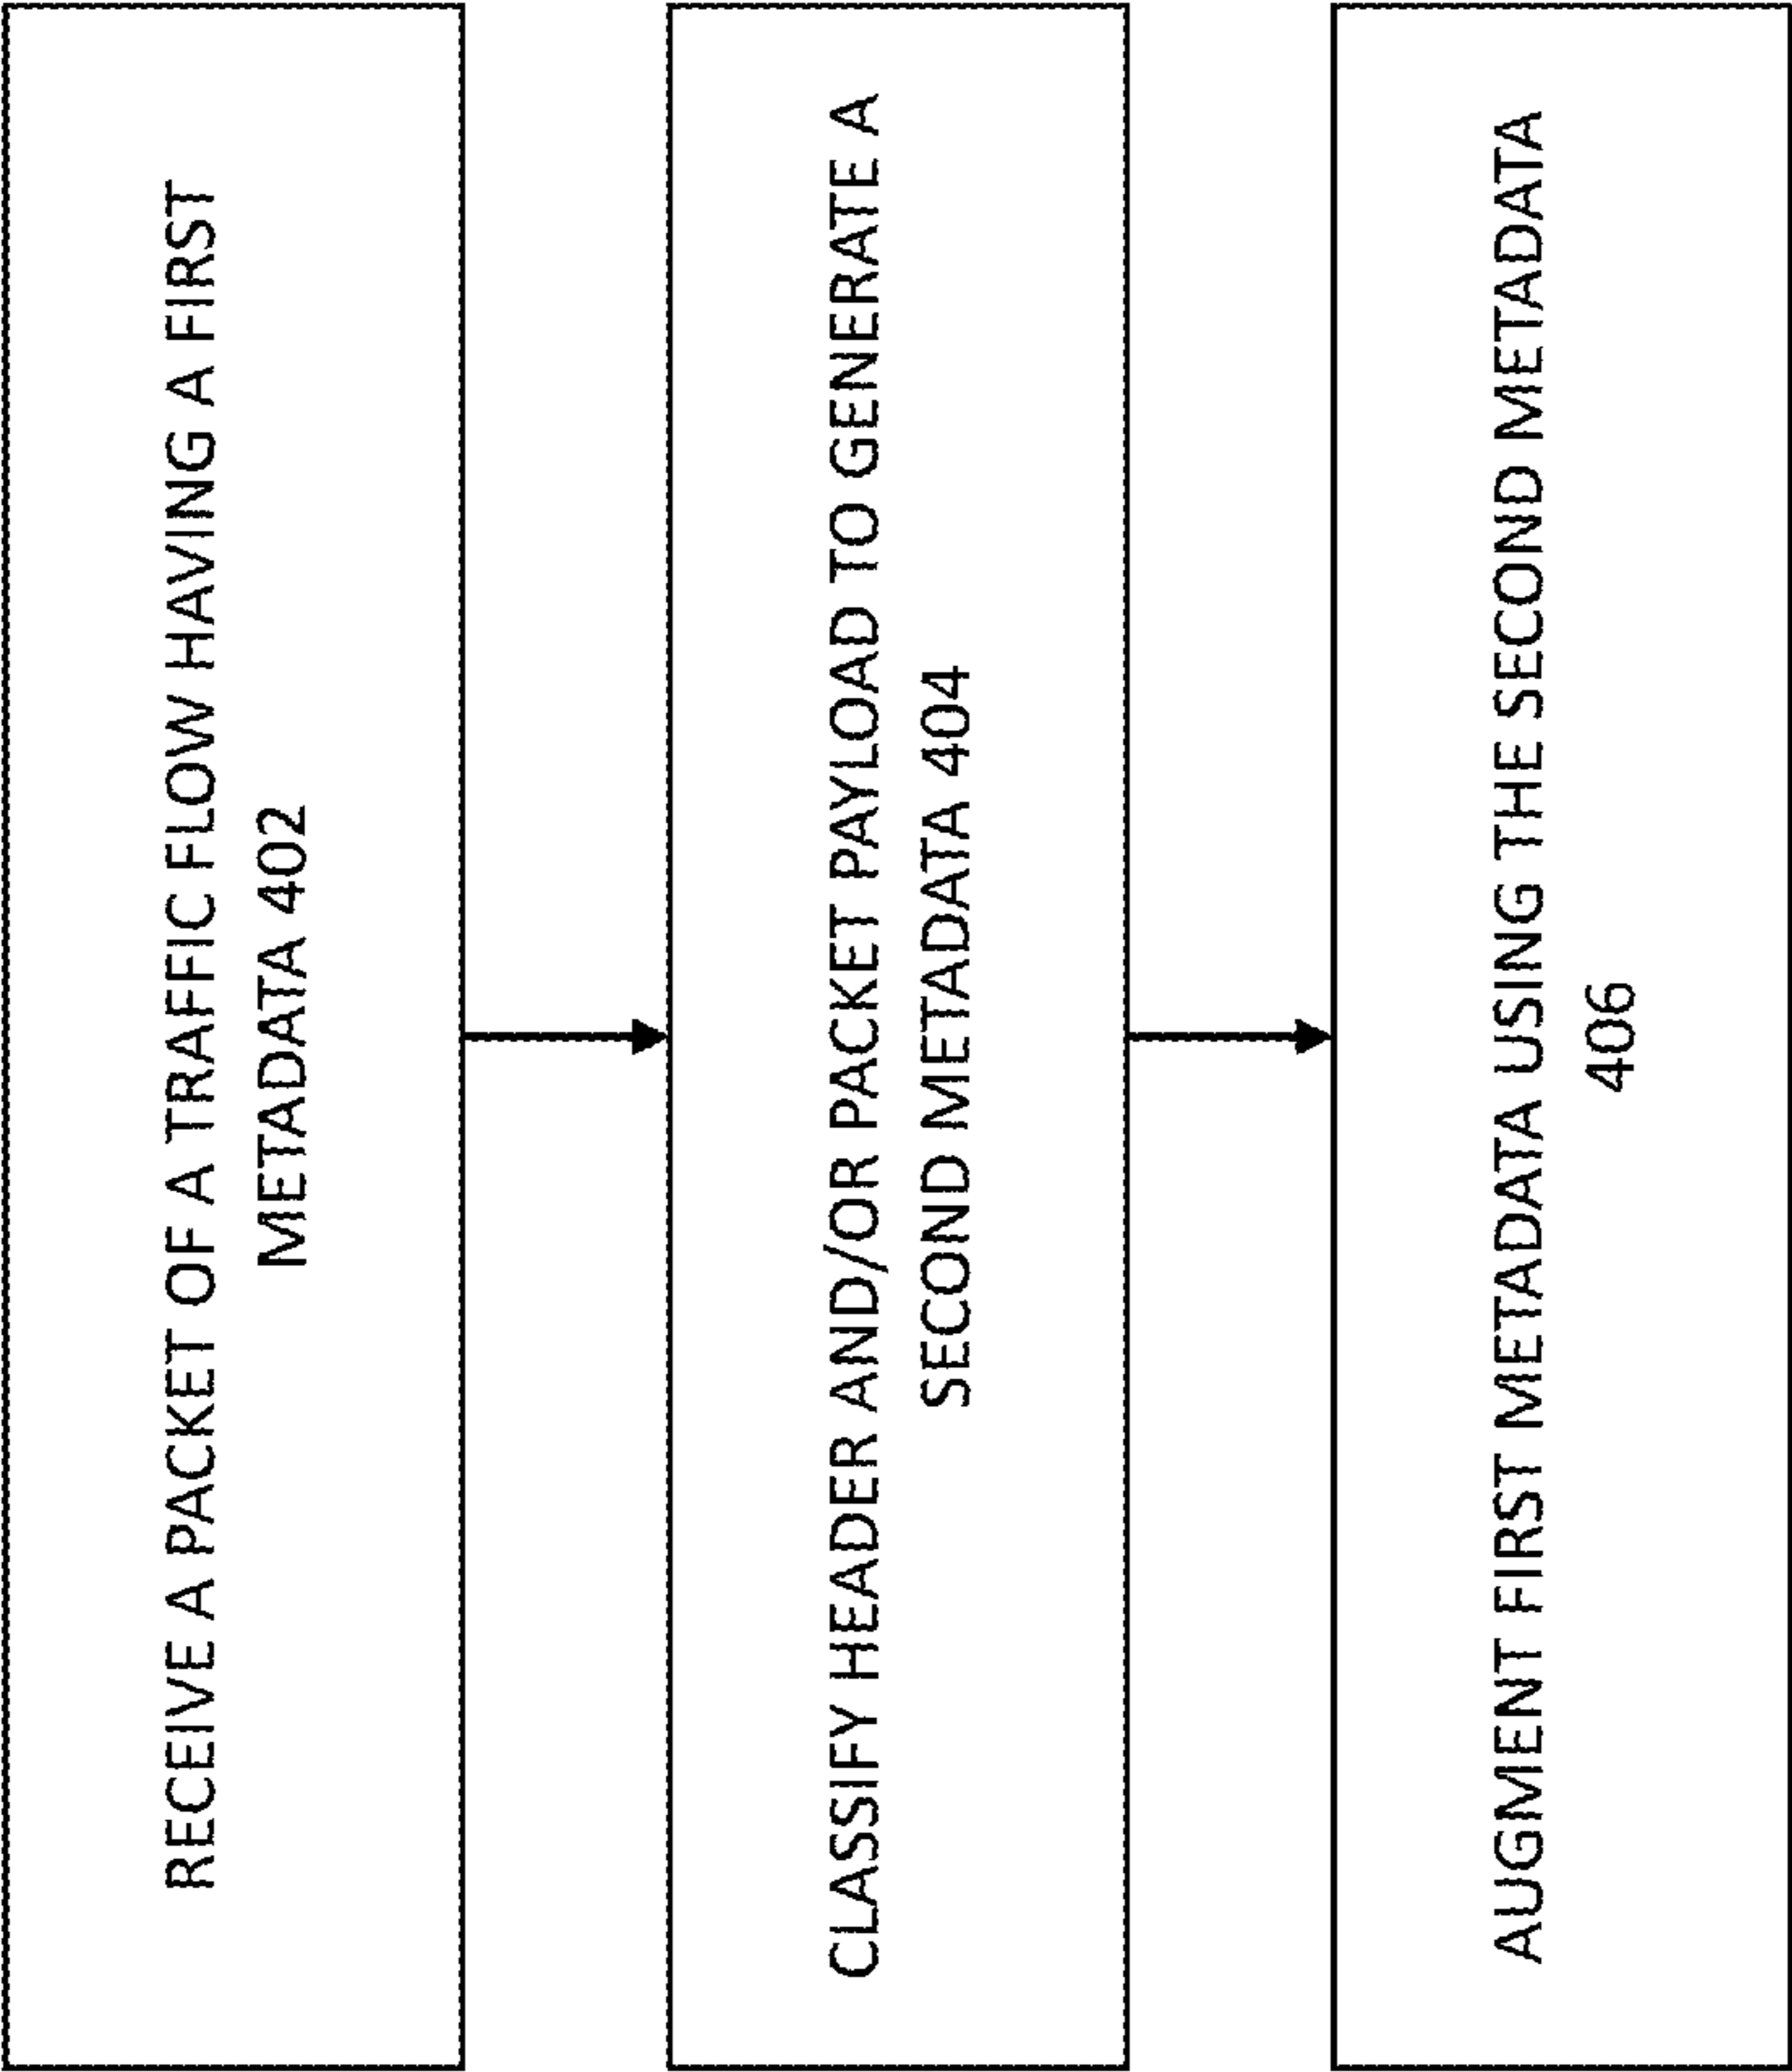 RECEIVE A PACKET OF A TRAFFIC FLOW HAVING A FIRST
METADATA 402
CLASSIFY HEADER AND/OR PACKET PAYLOAD TO GENERATE A
SECOND METADATA 404
AUGMENT FIRST METADATA USING THE SECOND METADATA
406